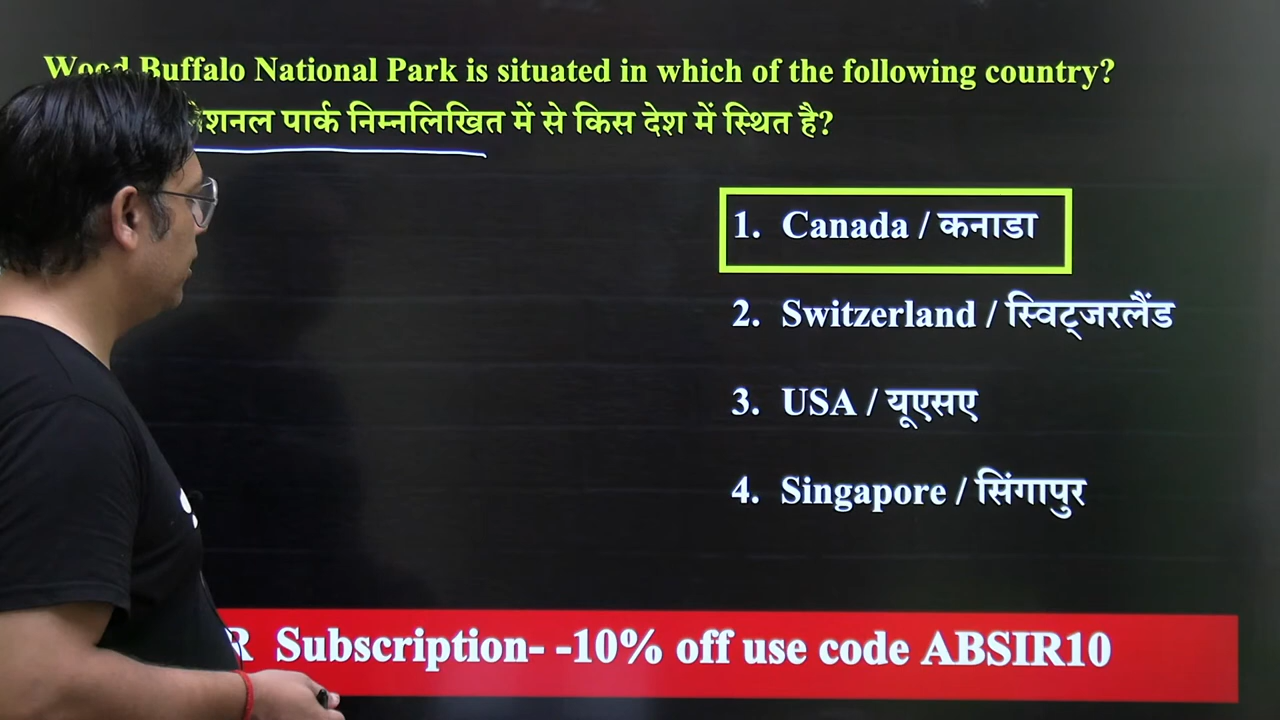 Wood Buffalo National Park is situated in which of the following country?
नेशनल पार्क निम्नलिखित में से किस देश में स्थित है?
1. Canada / कनाडा
2. Switzerland / स्विट्जरलैंड
3. USA / यूएसए
4. Singapore / सिंगापुर
Subscription- -10% off use code ABSIR10